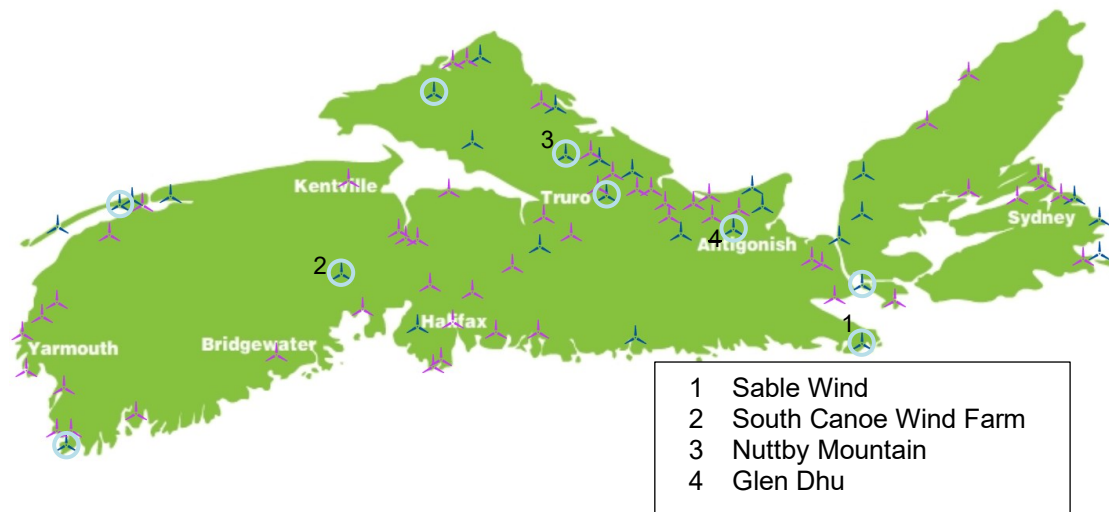 3
Kentville
Truro
Sydney
4
Antigonish
2
1
Halifax
Yarmouth
Bridgewater
1 Sable Wind
2 South Canoe Wind Farm
3 Nuttby Mountain
4 Glen Dhu